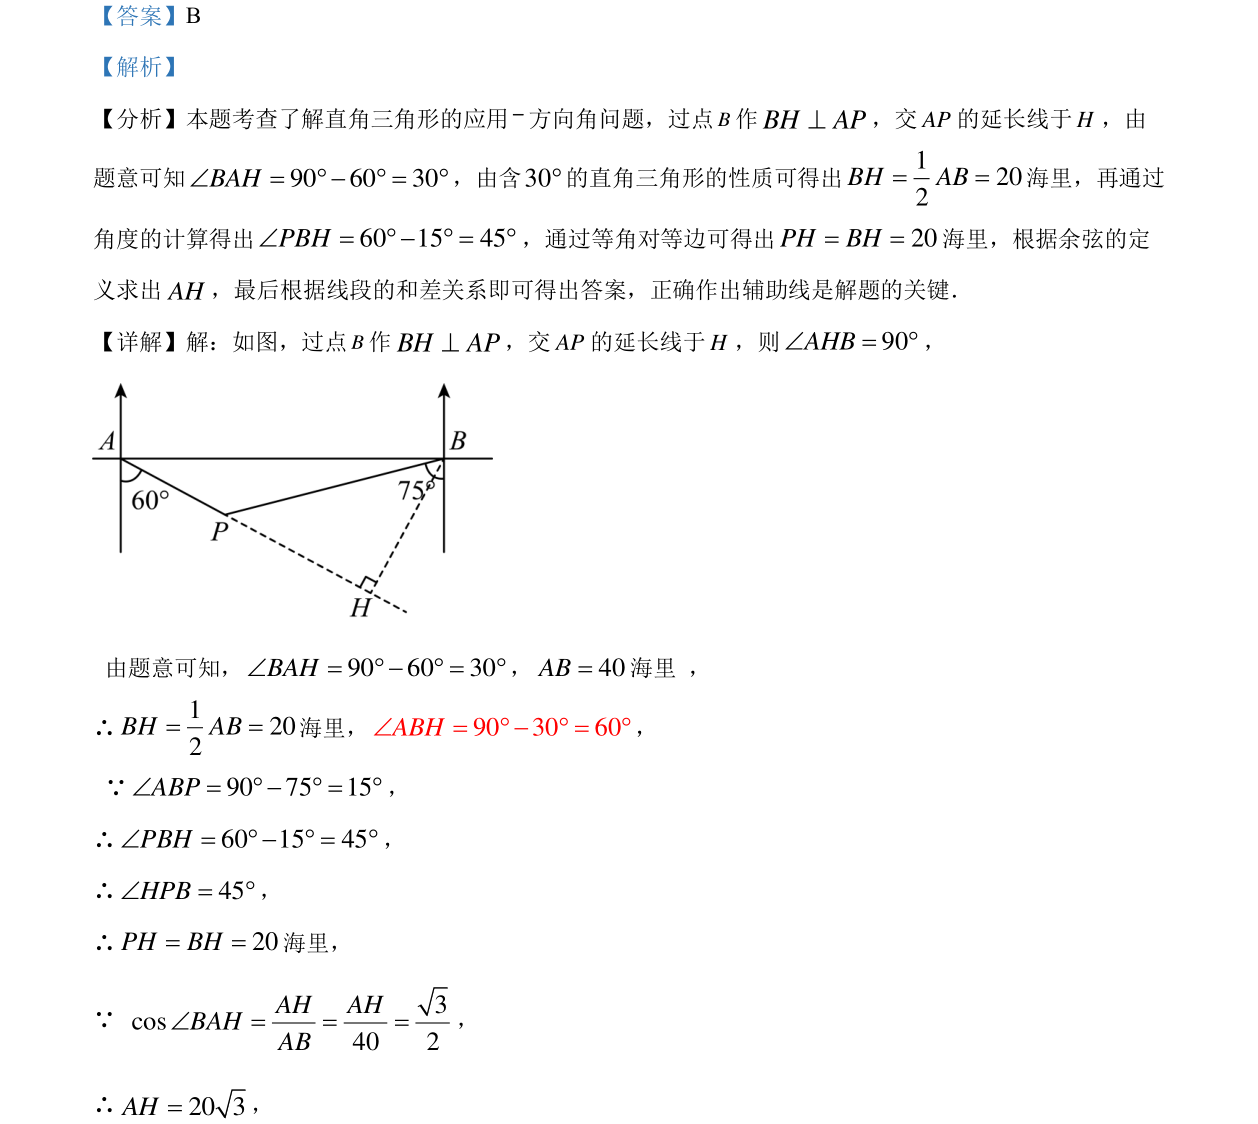 【答案】B
【解析】
【分析】本题考查了解直角三角形的应用-方向角问题，过点B作BH⊥AP，交AP的延长线于H，由
题意可知∠BAH=90°-60°=30°，由含30°的直角三角形的性质可得出BH=1/2AB=20海里，再通过
角度的计算得出∠PBH=60°-15°=45°，通过等角对等边可得出PH=BH=20海里，根据余弦的定
义求出AH，最后根据线段的和差关系即可得出答案，正确作出辅助线是解题的关键．
【详解】解：如图，过点B作BH⊥AP，交AP的延长线于H，则∠AHB=90°，
A B
60° 75°
P
H
由题意可知，∠BAH=90°-60°=30°，AB=40海里，
∴BH=1/2AB=20海里，∠ABH=90°-30°=60°，
∵∠ABP=90°-75°=15°，
∴∠PBH=60°-15°=45°，
∴∠HPB=45°，
∴PH=BH=20海里，
∵cos∠BAH=AH/AB=AH/40=√3/2，
∴AH=20√3，